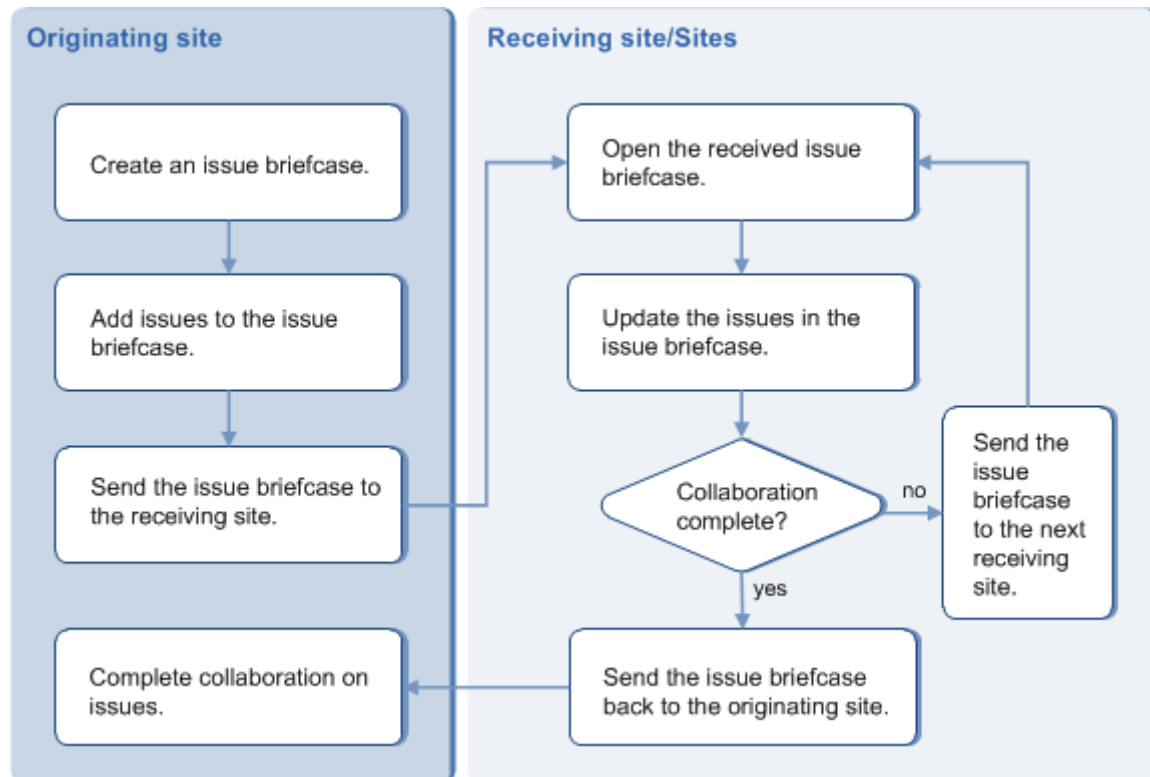 Originating site
Create an issue briefcase.
Add issues to the issue
briefcase.
Send the issue briefcase to
the receiving site.
Complete collaboration on
issues.
Receiving site/Sites
Open the received issue
briefcase.
Update the issues in the
issue briefcase.
Collaboration
complete?
no
yes
Send the
issue
briefcase
to the next
receiving
site.
Send the issue briefcase
back to the originating site.